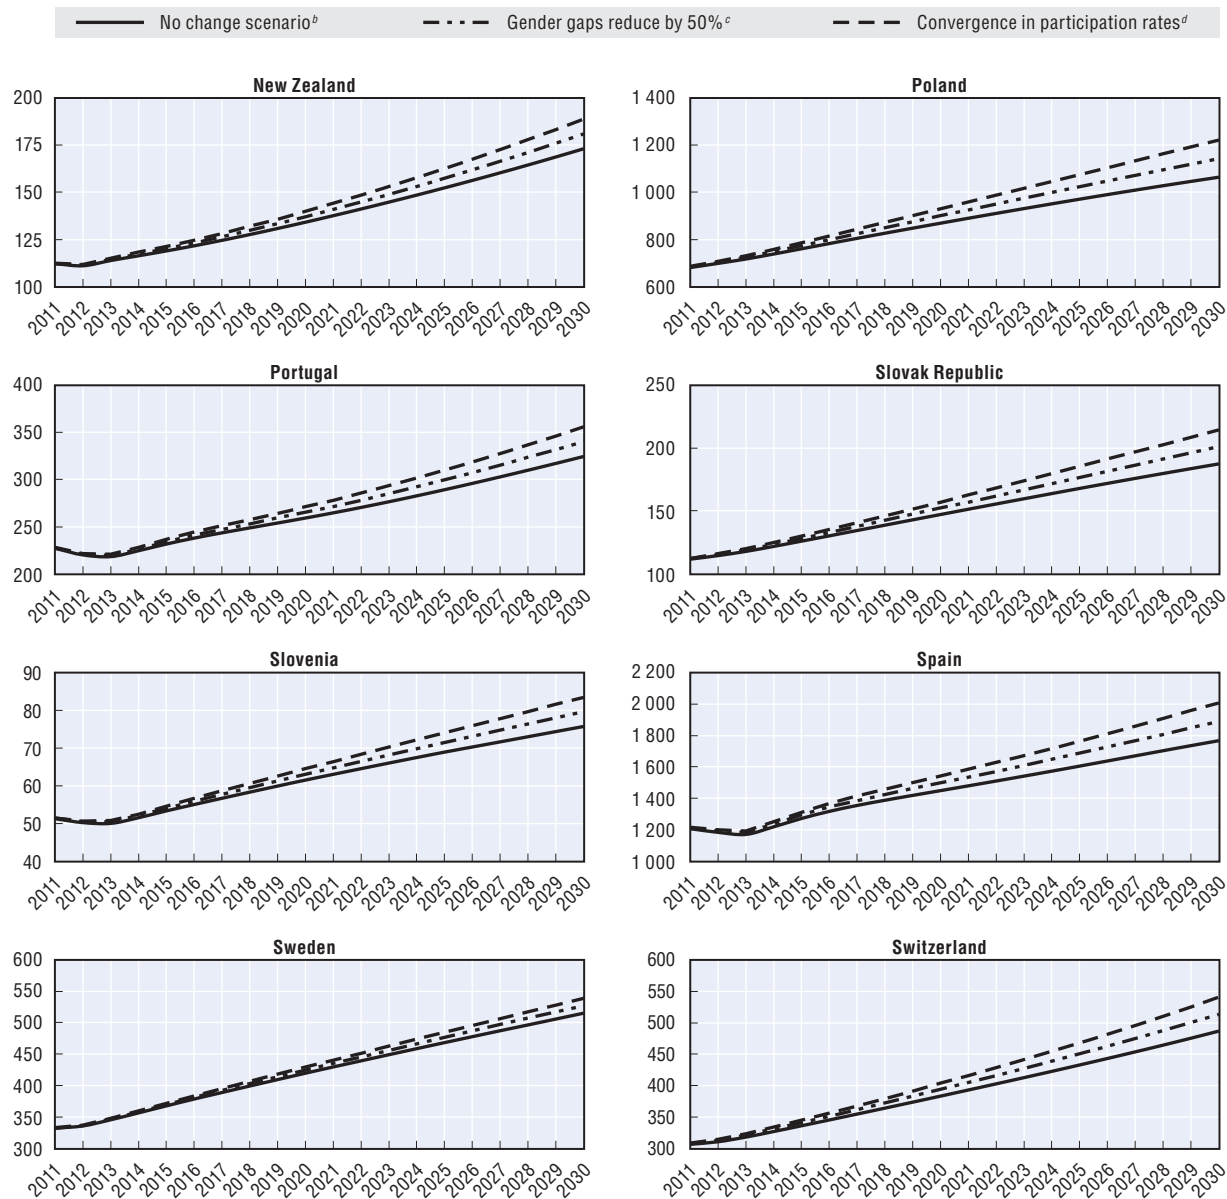 No change scenario b Gender gaps reduce by 50% c Convergence in participation rates d
New Zealand
200
175
150
125
100
2011 2012 2013 2014 2015 2016 2017 2018 2019 2020 2021 2022 2023 2024 2025 2026 2027 2028 2029 2030
Poland
1 400
1 200
1 000
800
600
2011 2012 2013 2014 2015 2016 2017 2018 2019 2020 2021 2022 2023 2024 2025 2026 2027 2028 2029 2030
Portugal
400
350
300
250
200
2011 2012 2013 2014 2015 2016 2017 2018 2019 2020 2021 2022 2023 2024 2025 2026 2027 2028 2029 2030
Slovak Republic
250
200
150
100
2011 2012 2013 2014 2015 2016 2017 2018 2019 2020 2021 2022 2023 2024 2025 2026 2027 2028 2029 2030
Slovenia
90
80
70
60
50
40
2011 2012 2013 2014 2015 2016 2017 2018 2019 2020 2021 2022 2023 2024 2025 2026 2027 2028 2029 2030
Spain
2 200
2 000
1 800
1 600
1 400
1 200
1 000
2011 2012 2013 2014 2015 2016 2017 2018 2019 2020 2021 2022 2023 2024 2025 2026 2027 2028 2029 2030
Sweden
600
550
500
450
400
350
300
2011 2012 2013 2014 2015 2016 2017 2018 2019 2020 2021 2022 2023 2024 2025 2026 2027 2028 2029 2030
Switzerland
600
550
500
450
400
350
300
2011 2012 2013 2014 2015 2016 2017 2018 2019 2020 2021 2022 2023 2024 2025 2026 2027 2028 2029 2030